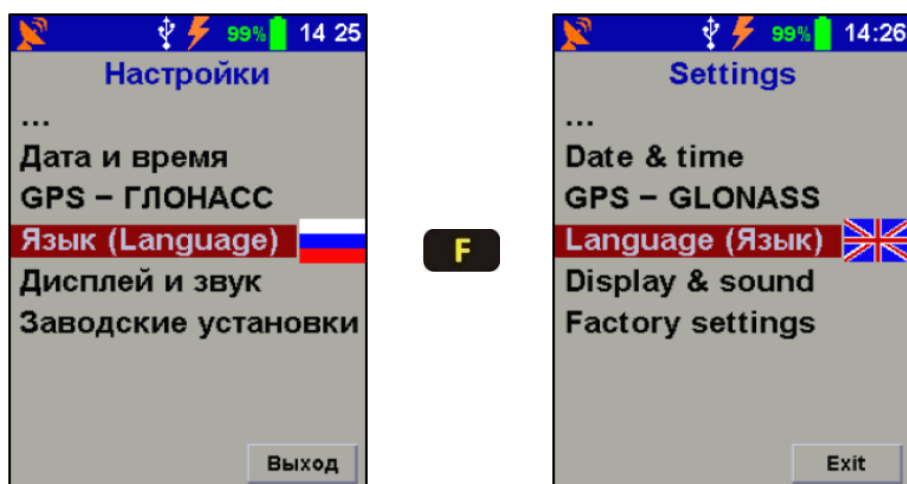 99% 14 25
Настройки
...
Дата и время
GPS – ГЛОНАСС
Язык (Language)
Дисплей и звук
Заводские установки
Выход
F
99% 14:26
Settings
...
Date & time
GPS – GLONASS
Language (Язык)
Display & sound
Factory settings
Exit